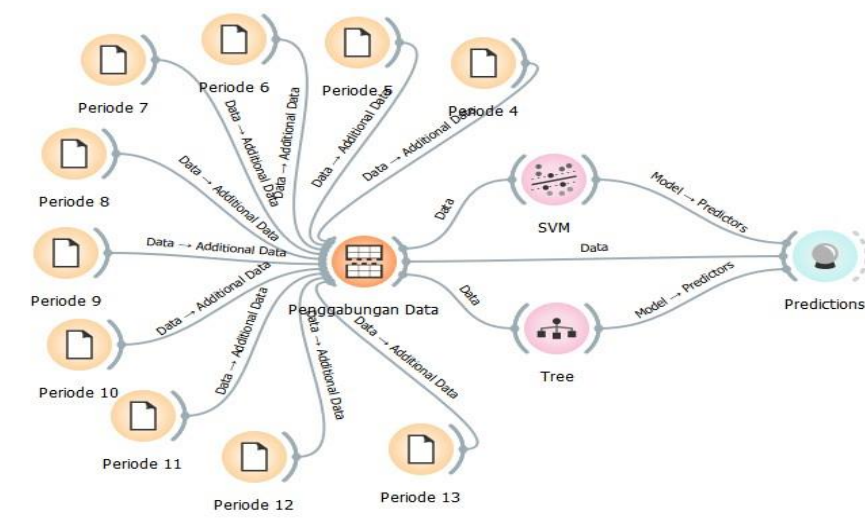 Periode 7
Periode 6
Periode 5
Periode 4
Data → Additional Data
Data → Additional Data
Data → Additional Data
Data → Additional Data
Periode 8
Data → Additional Data
Periode 9
Data → Additional Data
Periode 10
Data → Additional Data
Periode 11
Data → Additional Data
Periode 12
Data → Additional Data
Periode 13
Data → Additional Data
Penggabungan Data
Data
SVM
Model → Predictors
Data
Data
Tree
Model → Predictors
Predictions